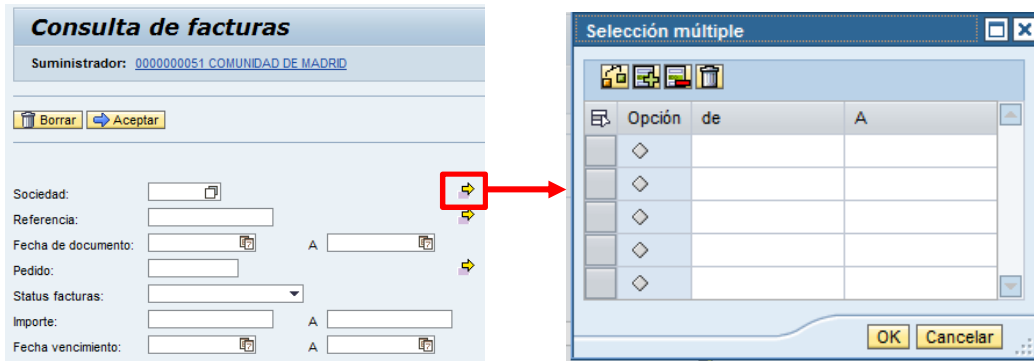 Consulta de facturas
Suministrador: 0000000051 COMUNIDAD DE MADRID
Borrar Aceptar
Sociedad:
Referencia:
Fecha de documento: A
Pedido:
Status facturas:
Importe: A
Fecha vencimiento: A
Selección múltiple
Opción de A
OK Cancelar